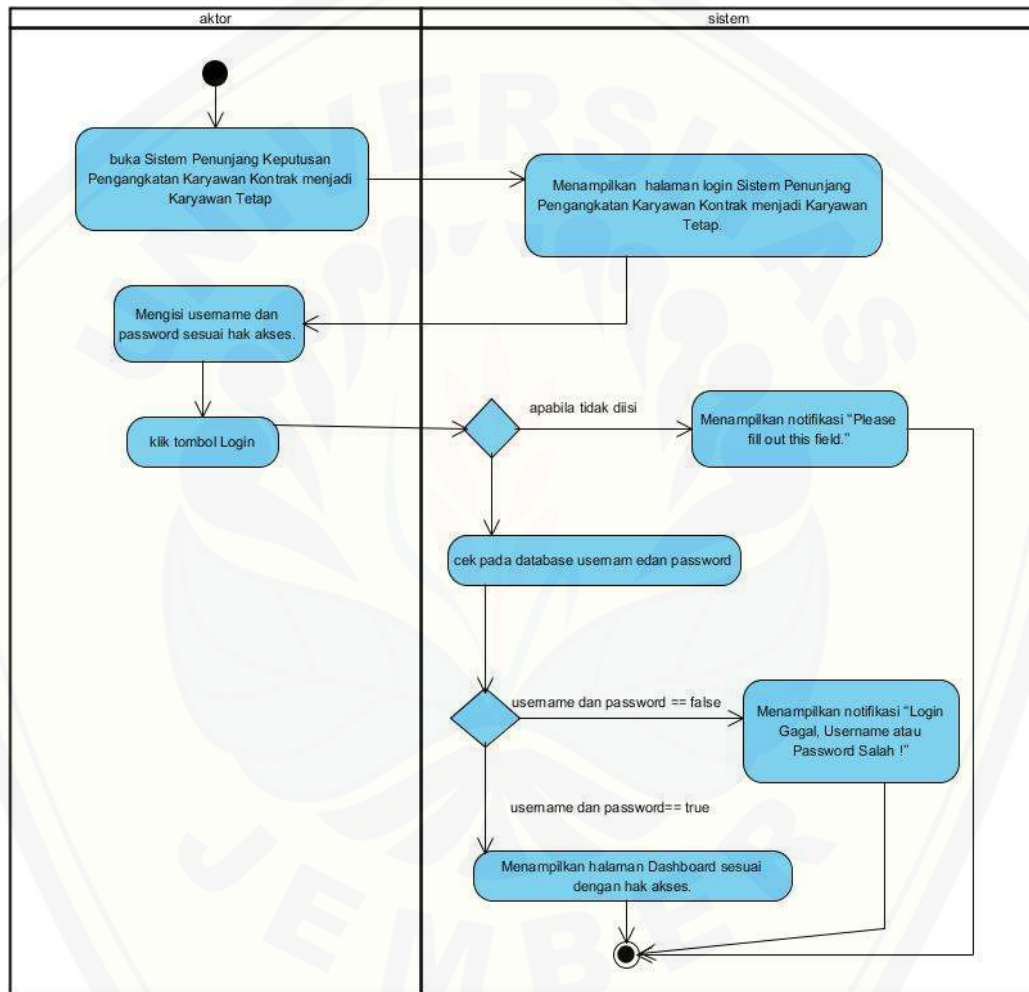 aktor
sistem
buka Sistem Penunjang Keputusan
Pengangkatan Karyawan Kontrak menjadi
Karyawan Tetap
Menampilkan halaman login Sistem Penunjang
Pengangkatan Karyawan Kontrak menjadi Karyawan
Tetap.
Mengisi username dan
password sesuai hak akses.
klik tombol Login
apabila tidak diisi
Menampilkan notifikasi “Please
fill out this field.”
cek pada database usernam edan password
username dan password == false
Menampilkan notifikasi “Login
Gagal, Username atau
Password Salah !”
username dan password== true
Menampilkan halaman Dashboard sesuai
dengan hak akses.
UNIVERSITAS
JEMBER